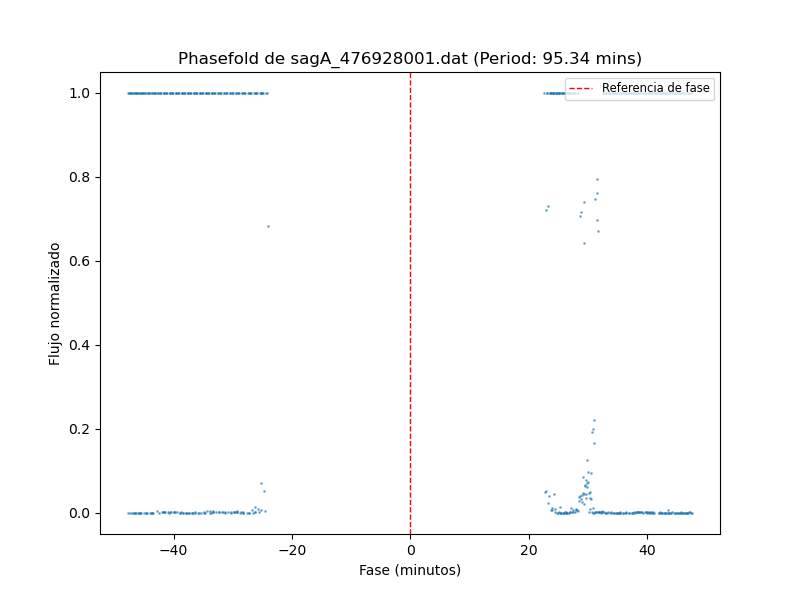 Phasefold de sagA_476928001.dat (Period: 95.34 mins)
Referencia de fase
1.0
0.8
0.6
0.4
0.2
0.0
Flujo normalizado
−40 −20 0 20 40
Fase (minutos)